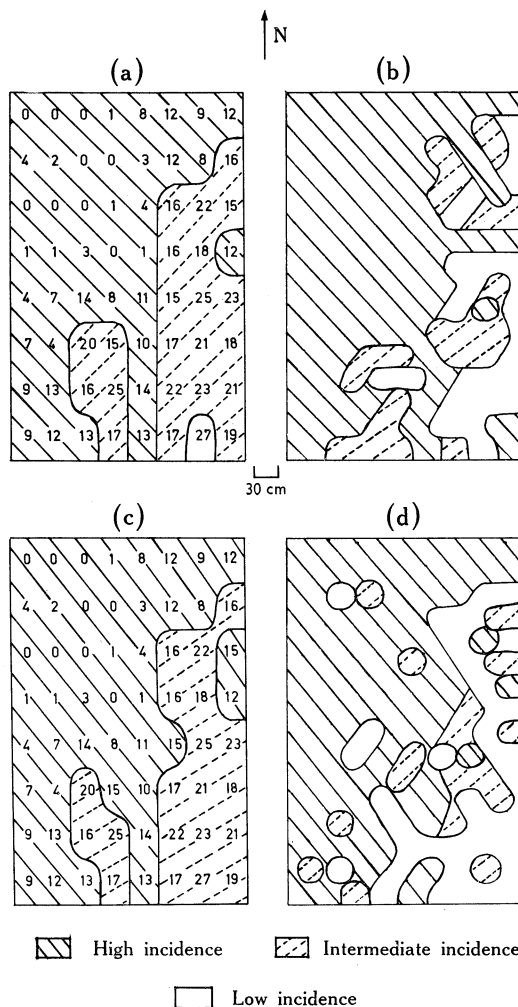 N
(a) (b)
0 0 0 1 8 12 9 12
4 2 0 0 3 12 8 16
0 0 0 1 4 16 22 15
1 1 3 0 1 16 18 12
4 7 14 8 11 15 25 23
7 4 20 15 10 17 21 18
9 13 16 25 14 22 23 21
9 12 13 17 13 17 27 19
30 cm
(c) (d)
0 0 0 1 8 12 9 12
4 2 0 0 3 12 8 16
0 0 0 1 4 16 22 15
1 1 3 0 1 16 18 12
4 7 14 8 11 15 25 23
7 4 20 15 10 17 21 18
9 13 16 25 14 22 23 21
9 12 13 17 13 17 27 19
High incidence Intermediate incidence
Low incidence